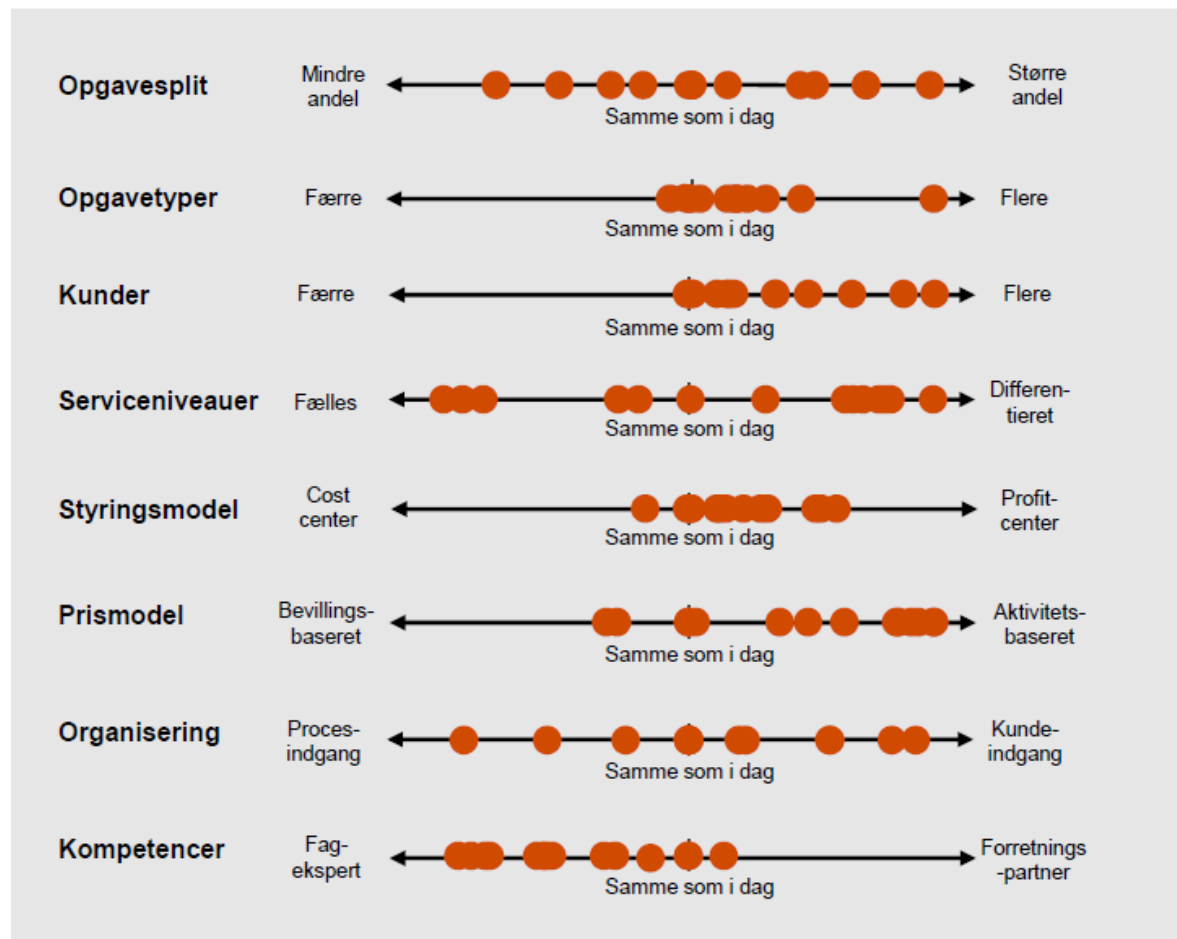 Opgavesplit
Mindre
andel
Større
andel
Samme som i dag
Opgavetyper
Færre
Flere
Samme som i dag
Kunder
Færre
Flere
Samme som i dag
Serviceniveauer
Fælles
Differen-
tieret
Samme som i dag
Styringsmodel
Cost
center
Profit-
center
Samme som i dag
Prismodel
Bevillings-
baseret
Aktivitets-
baseret
Samme som i dag
Organisering
Proces-
indgang
Kunde-
indgang
Samme som i dag
Kompetencer
Fag-
ekspert
Forretnings
-partner
Samme som i dag